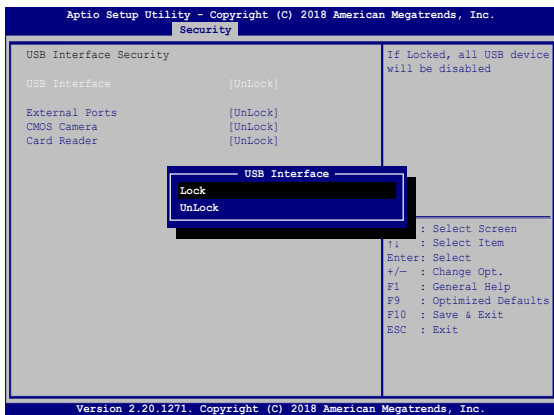 Aptio Setup Utility - Copyright (C) 2018 American Megatrends, Inc.
Security
USB Interface Security
USB Interface [UnLock]
External Ports [UnLock]
CMOS Camera [UnLock]
Card Reader [UnLock]
USB Interface
Lock
UnLock
If Locked, all USB device
will be disabled
: Select Screen
↑↓ : Select Item
Enter: Select
+/— : Change Opt.
F1 : General Help
F9 : Optimized Defaults
F10 : Save & Exit
ESC : Exit
Version 2.20.1271. Copyright (C) 2018 American Megatrends, Inc.